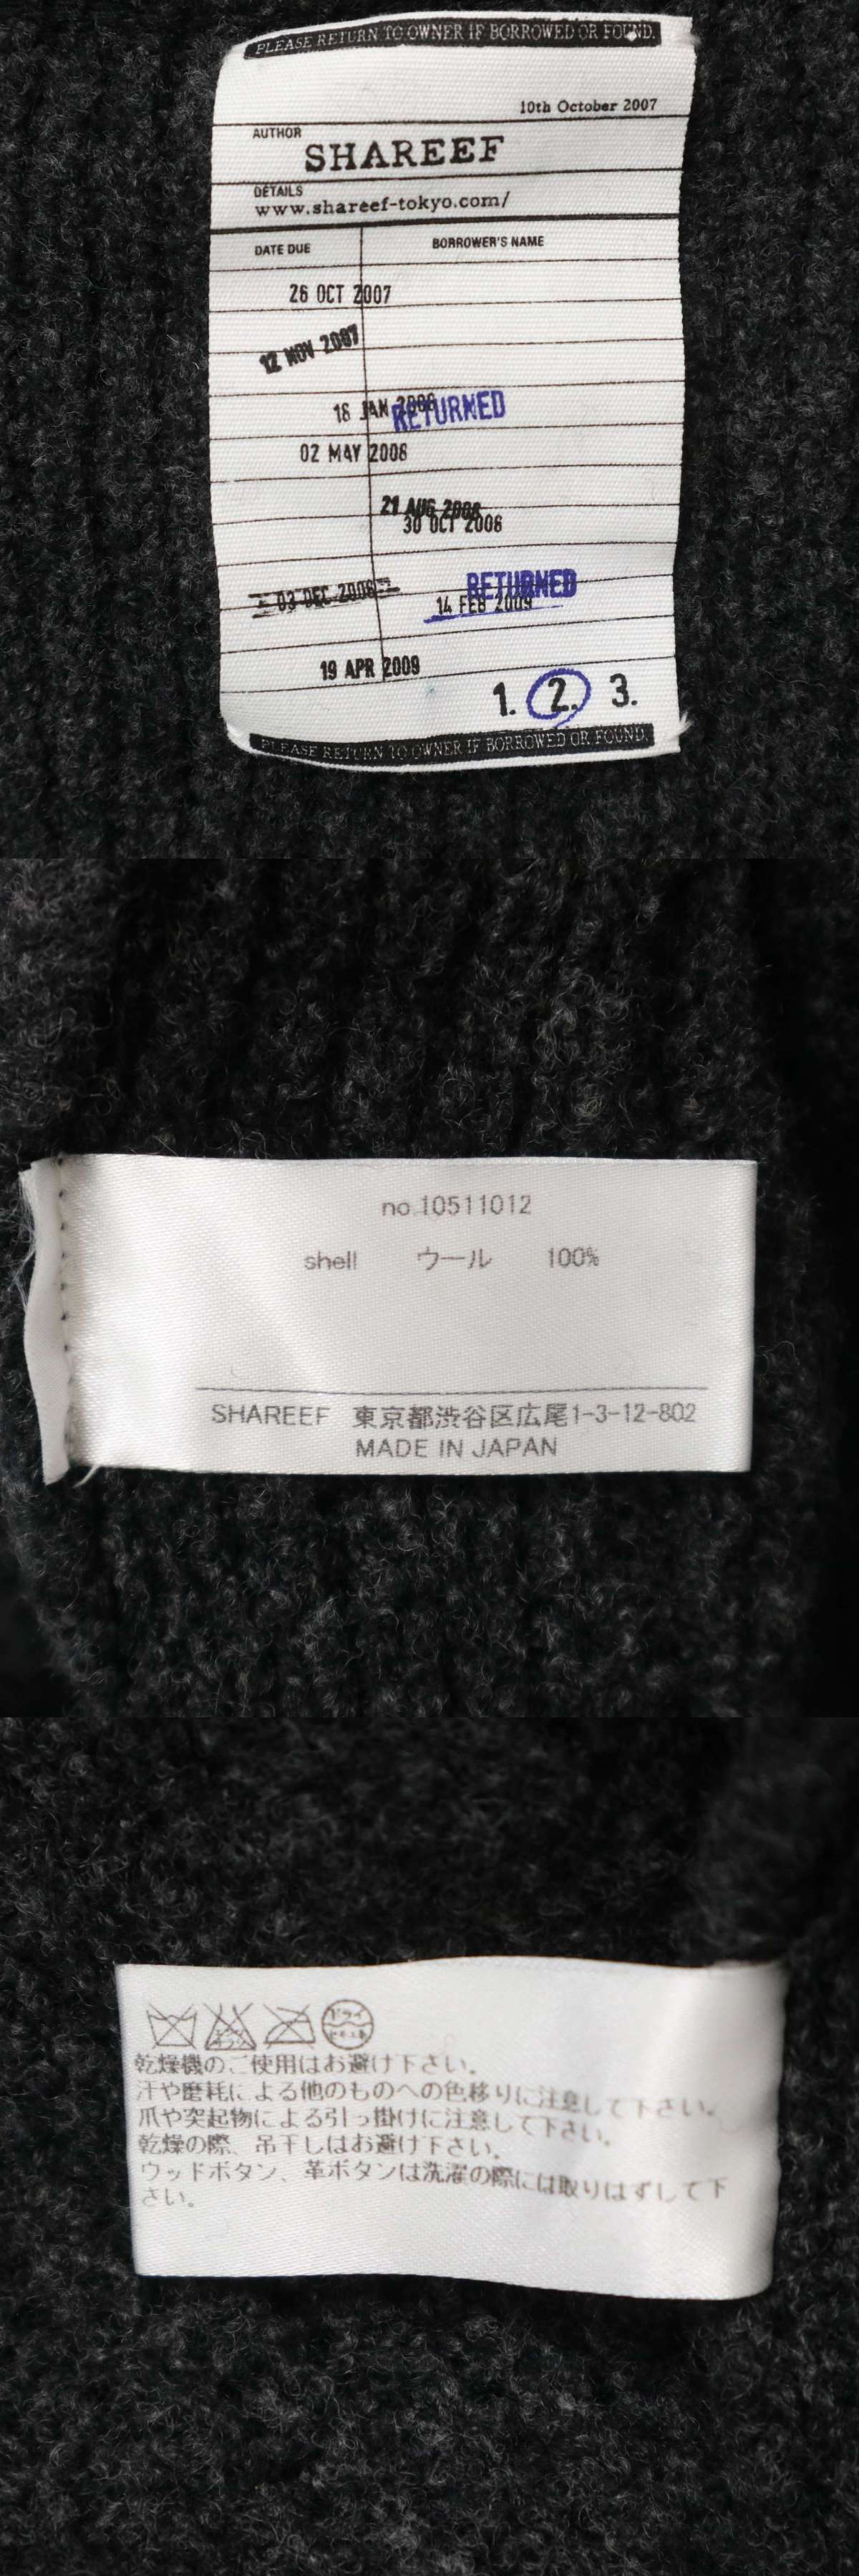 PLEASE RETURN TO OWNER IF BORROWED OR FOUND.
10th October 2007
AUTHOR
SHAREEF
DETAILS
www.shareef-tokyo.com/
DATE DUE BORROWER'S NAME
26 OCT 2007
12 NOV 2007
16 JAN 2008
RETURNED
02 MAY 2008
21 AUG 2008
30 OCT 2008
03 DEC 2008
RETURNED
14 FEB 2009
19 APR 2009
1. 2. 3.
PLEASE RETURN TO OWNER IF BORROWED OR FOUND.
no.10511012
shell ウール 100%
SHAREEF 東京都渋谷区広尾1-3-12-802
MADE IN JAPAN
ドライ
乾燥機のご使用はお避け下さい。
汗や磨耗による他のものへの色移りに注意して下さい。
爪や突起物による引っ掛けに注意して下さい。
乾燥の際、吊干しはお避け下さい。
ウッドボタン、革ボタンは洗濯の際には取りはずして下
さい。